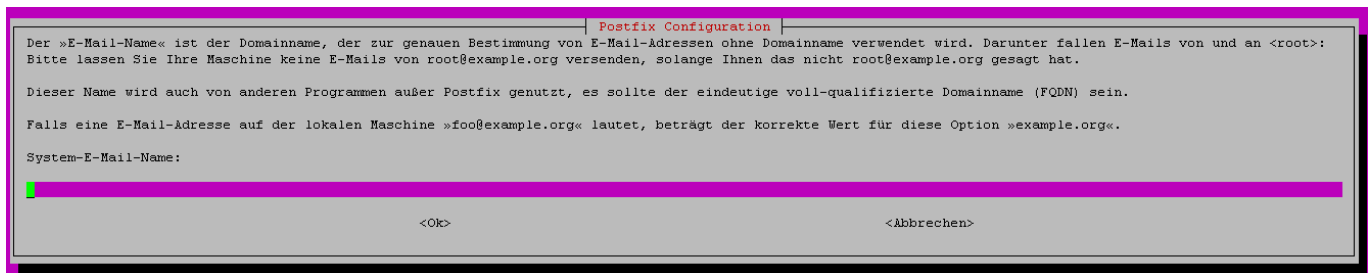 Postfix Configuration
Der »E-Mail-Name« ist der Domainname, der zur genauen Bestimmung von E-Mail-Adressen ohne Domainname verwendet wird. Darunter fallen E-Mails von und an <root>:
Bitte lassen Sie Ihre Maschine keine E-Mails von root@example.org versenden, solange Ihnen das nicht root@example.org gesagt hat.
Dieser Name wird auch von anderen Programmen außer Postfix genutzt, es sollte der eindeutige voll-qualifizierte Domainname (FQDN) sein.
Falls eine E-Mail-Adresse auf der lokalen Maschine »foo@example.org« lautet, beträgt der korrekte Wert für diese Option »example.org«.
System-E-Mail-Name:
<Ok> <Abbrechen>